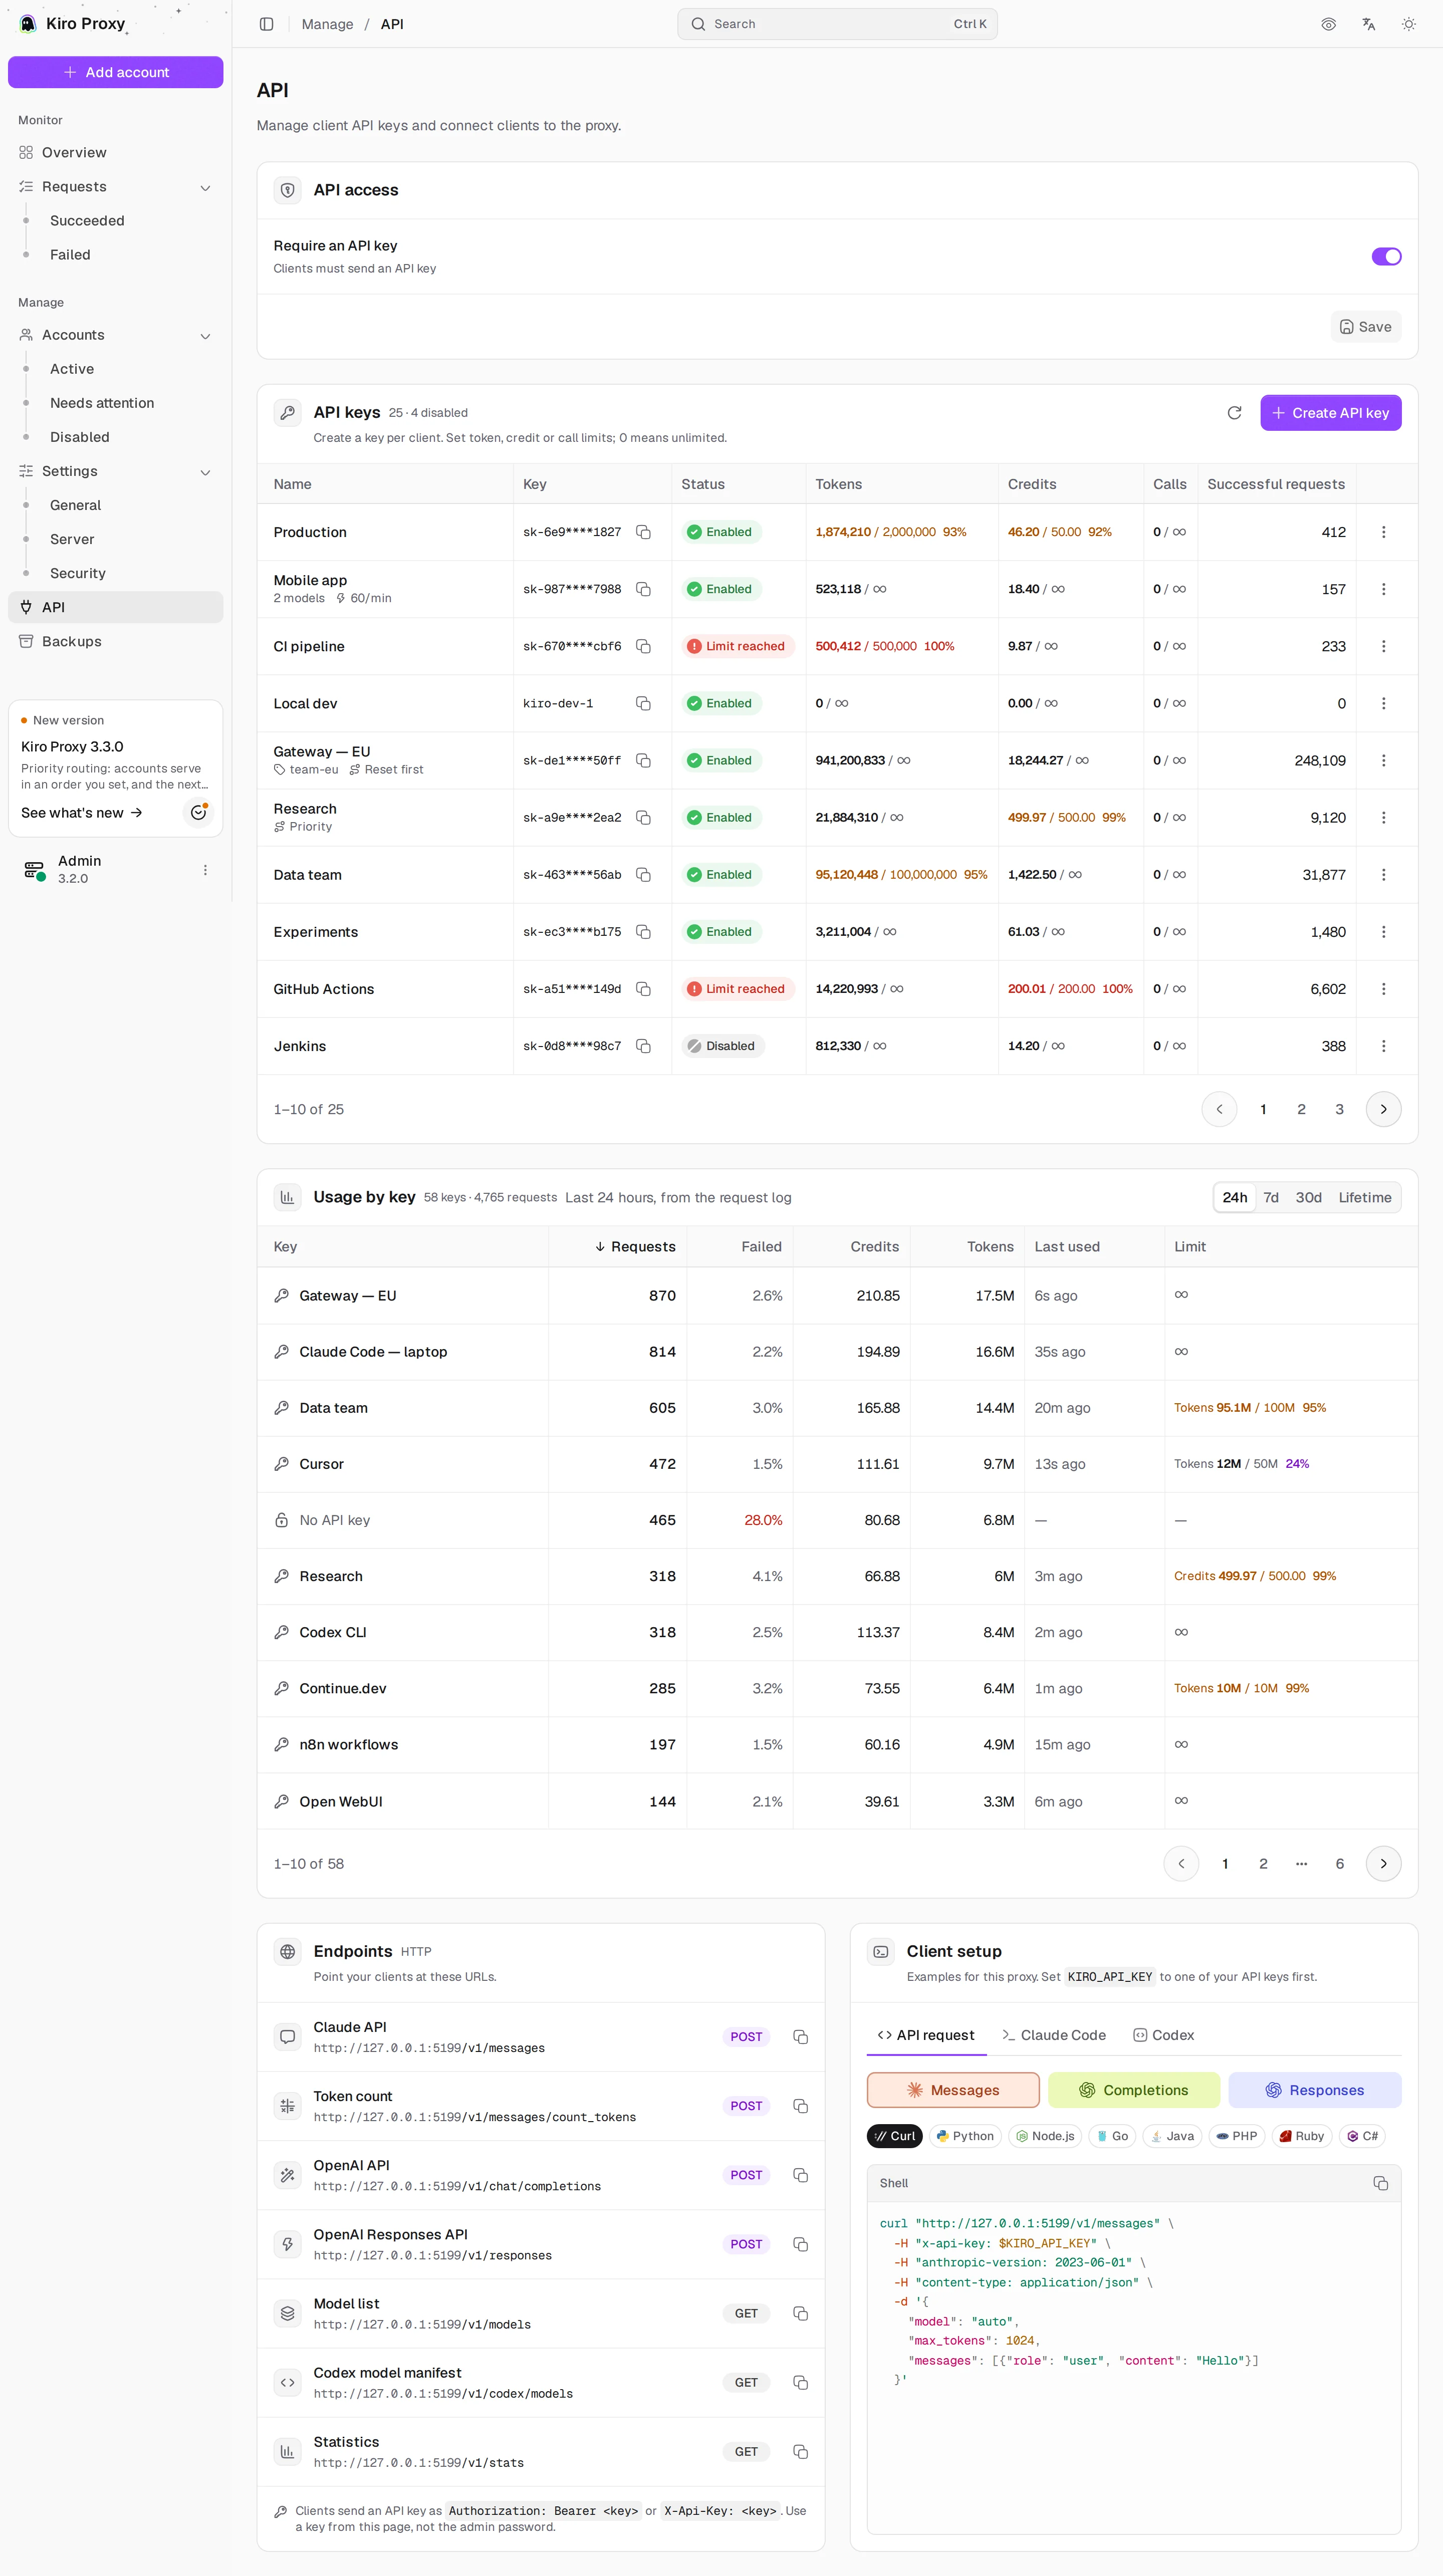 Kiro Proxy
Manage / API
Search Ctrl K
Add account
Monitor
Overview
Requests
Succeeded
Failed
Manage
Accounts
Active
Needs attention
Disabled
Settings
General
Server
Security
API
Backups
New version
Kiro Proxy 3.3.0
Priority routing: accounts serve
in an order you set, and the next...
See what's new →
Admin
3.2.0
API
Manage client API keys and connect clients to the proxy.
API access
Require an API key
Clients must send an API key
Save
API keys 25 · 4 disabled
Create a key per client. Set token, credit or call limits; 0 means unlimited.
Create API key
Name Key Status Tokens Credits Calls Successful requests
Production sk-6e9****1827 Enabled 1,874,210 / 2,000,000 93% 46.20 / 50.00 92% 0 / ∞ 412
Mobile app sk-987****7988 Enabled 523,118 / ∞ 18.40 / ∞ 0 / ∞ 157
2 models 60/min
CI pipeline sk-670****cbf6 Limit reached 500,412 / 500,000 100% 9.87 / ∞ 0 / ∞ 233
Local dev kiro-dev-1 Enabled 0 / ∞ 0.00 / ∞ 0 / ∞ 0
Gateway — EU sk-de1****50ff Enabled 941,200,833 / ∞ 18,244.27 / ∞ 0 / ∞ 248,109
team-eu Reset first
Research sk-a9e****2ea2 Enabled 21,884,310 / ∞ 499.97 / 500.00 99% 0 / ∞ 9,120
Priority
Data team sk-463****56ab Enabled 95,120,448 / 100,000,000 95% 1,422.50 / ∞ 0 / ∞ 31,877
Experiments sk-ec3****b175 Enabled 3,211,004 / ∞ 61.03 / ∞ 0 / ∞ 1,480
GitHub Actions sk-a51****149d Limit reached 14,220,993 / ∞ 200.01 / 200.00 100% 0 / ∞ 6,602
Jenkins sk-0d8****98c7 Disabled 812,330 / ∞ 14.20 / ∞ 0 / ∞ 388
1–10 of 25 1 2 3
Usage by key 58 keys · 4,765 requests Last 24 hours, from the request log 24h 7d 30d Lifetime
Key ↓ Requests Failed Credits Tokens Last used Limit
Gateway — EU 870 2.6% 210.85 17.5M 6s ago ∞
Claude Code — laptop 814 2.2% 194.89 16.6M 35s ago ∞
Data team 605 3.0% 165.88 14.4M 20m ago Tokens 95.1M / 100M 95%
Cursor 472 1.5% 111.61 9.7M 13s ago Tokens 12M / 50M 24%
No API key 465 28.0% 80.68 6.8M — —
Research 318 4.1% 66.88 6M 3m ago Credits 499.97 / 500.00 99%
Codex CLI 318 2.5% 113.37 8.4M 2m ago ∞
Continue.dev 285 3.2% 73.55 6.4M 1m ago Tokens 10M / 10M 99%
n8n workflows 197 1.5% 60.16 4.9M 15m ago ∞
Open WebUI 144 2.1% 39.61 3.3M 6m ago ∞
1–10 of 58 1 2 ··· 6
Endpoints HTTP
Point your clients at these URLs.
Claude API
http://127.0.0.1:5199/v1/messages
POST
Token count
http://127.0.0.1:5199/v1/messages/count_tokens
POST
OpenAI API
http://127.0.0.1:5199/v1/chat/completions
POST
OpenAI Responses API
http://127.0.0.1:5199/v1/responses
POST
Model list
http://127.0.0.1:5199/v1/models
GET
Codex model manifest
http://127.0.0.1:5199/v1/codex/models
GET
Statistics
http://127.0.0.1:5199/v1/stats
GET
Clients send an API key as Authorization: Bearer <key> or X-Api-Key: <key>. Use
a key from this page, not the admin password.
Client setup
Examples for this proxy. Set KIRO_API_KEY to one of your API keys first.
API request Claude Code Codex
Messages Completions Responses
Curl Python Node.js Go Java PHP Ruby C#
Shell
curl "http://127.0.0.1:5199/v1/messages" \
-H "x-api-key: $KIRO_API_KEY" \
-H "anthropic-version: 2023-06-01" \
-H "content-type: application/json" \
-d '{
"model": "auto",
"max_tokens": 1024,
"messages": [{"role": "user", "content": "Hello"}]
}'